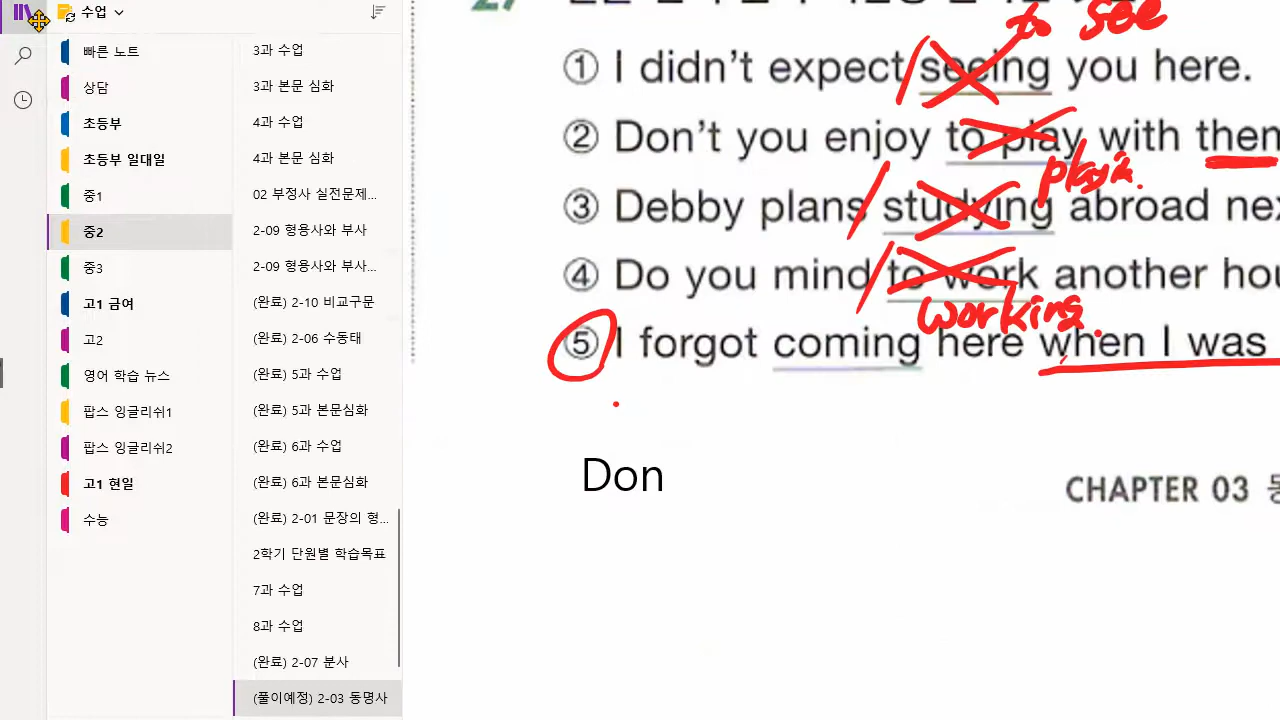 수업
빠른 노트
상담
초등부
초등부 일대일
중1
중2
중3
고1 금여
고2
영어 학습 뉴스
팝스 잉글리쉬1
팝스 잉글리쉬2
고1 현일
수능
3과 수업
3과 본문 심화
4과 수업
4과 본문 심화
02 부정사 실전문제...
2-09 형용사와 부사
2-09 형용사와 부사...
(완료) 2-10 비교구문
(완료) 2-06 수동태
(완료) 5과 수업
(완료) 5과 본문심화
(완료) 6과 수업
(완료) 6과 본문심화
(완료) 2-01 문장의 형...
2학기 단원별 학습목표
7과 수업
8과 수업
(완료) 2-07 분사
(풀이예정) 2-03 동명사
27
to see
① I didn't expect seeing you here.
② Don't you enjoy to play with then
③ Debby plans studying abroad nex
④ Do you mind to work another hou
working.
⑤ I forgot coming here when I was
Don
CHAPTER 03 동